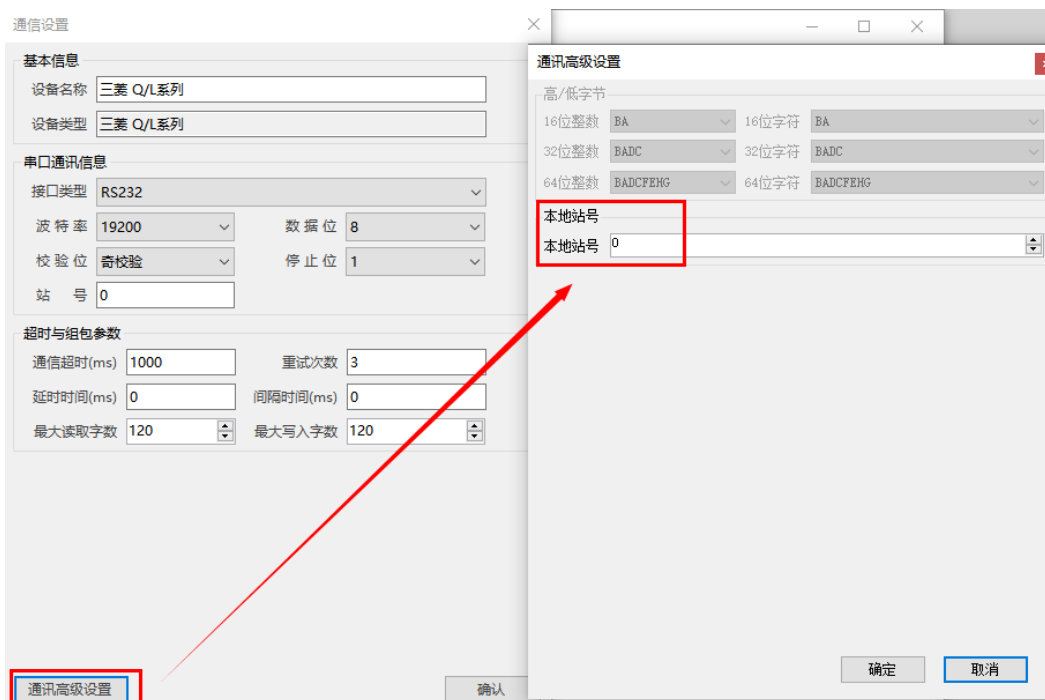 通信设置
基本信息
设备名称 三菱 Q/L系列
设备类型 三菱 Q/L系列
串口通讯信息
接口类型 RS232
波特率 19200 数据位 8
校验位 奇校验 停止位 1
站 号 0
超时与组包参数
通信超时(ms) 1000 重试次数 3
延时时间(ms) 0 间隔时间(ms) 0
最大读取字数 120 最大写入字数 120
通讯高级设置 确认
通讯高级设置
高/低字节
16位整数 BA 16位字符 BA
32位整数 BADC 32位字符 BADC
64位整数 BADCFEHG 64位字符 BADCFEHG
本地站号
本地站号 0
确定 取消